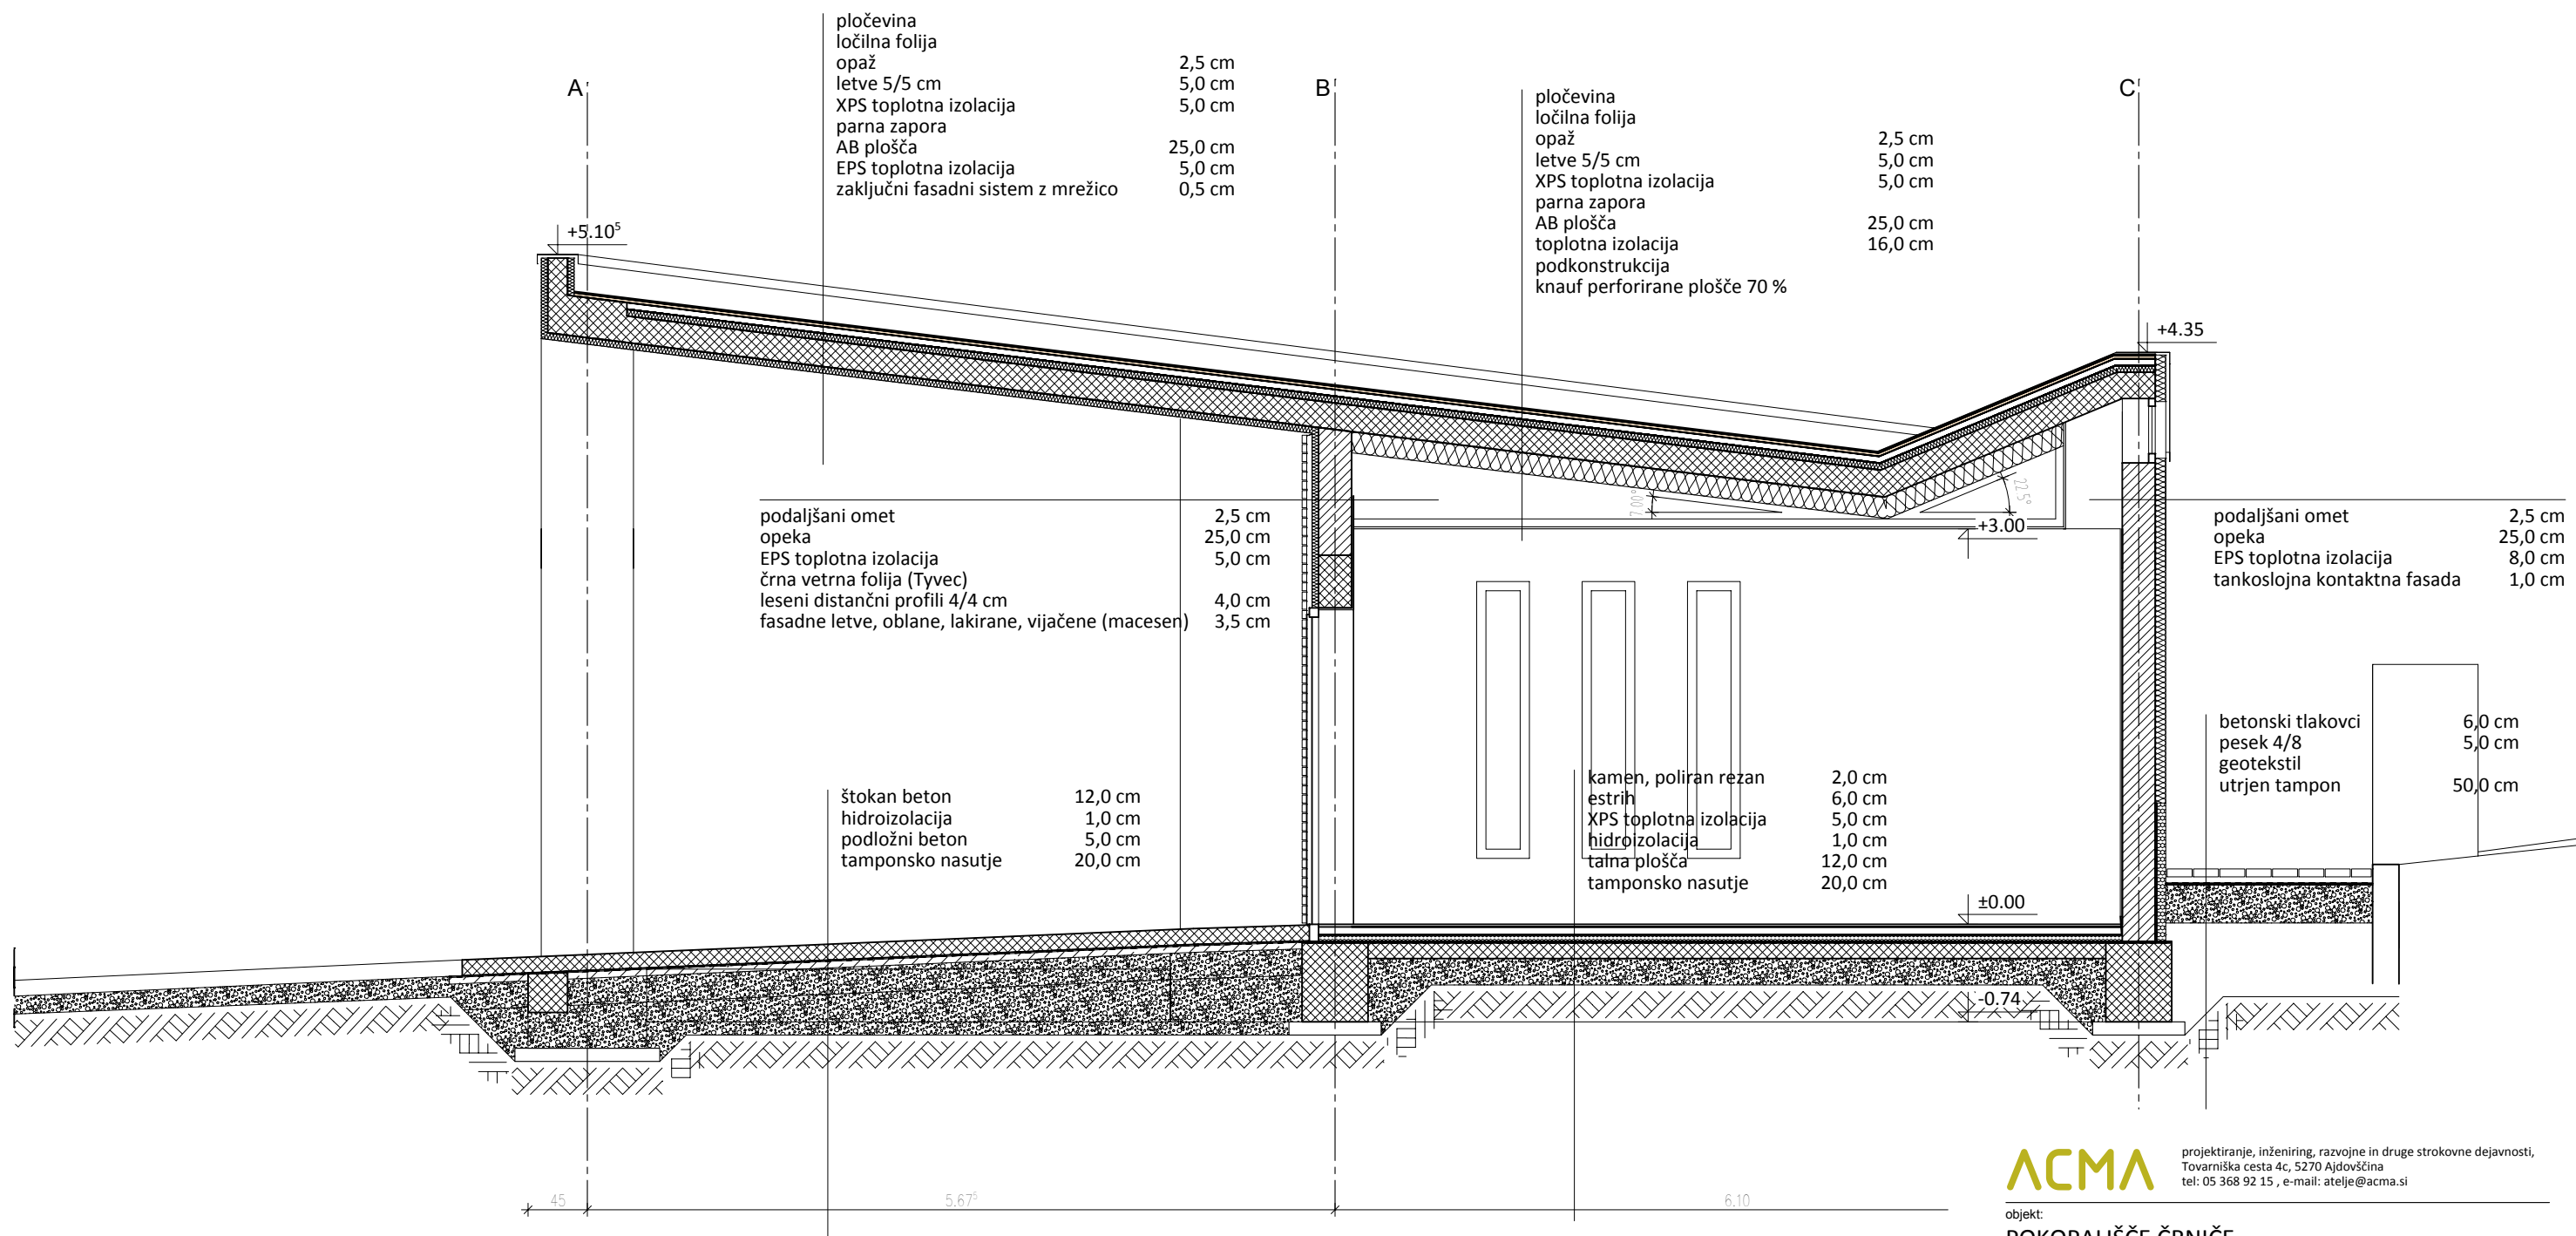 pločevina
ločilna folija
opaž 2,5 cm
letve 5/5 cm 5,0 cm
XPS toplotna izolacija 5,0 cm
parna zapora
AB plošča 25,0 cm
EPS toplotna izolacija 5,0 cm
zaključni fasadni sistem z mrežico 0,5 cm
A
B
C
pločevina
ločilna folija
opaž 2,5 cm
letve 5/5 cm 5,0 cm
XPS toplotna izolacija 5,0 cm
parna zapora
AB plošča 25,0 cm
toplotna izolacija 16,0 cm
podkonstrukcija
knauf perforirane plošče 70 %
+5.10⁵
+4.35
7.00°
22.5°
+3.00
podaljšani omet 2,5 cm
opeka 25,0 cm
EPS toplotna izolacija 5,0 cm
črna vetrna folija (Tyvec)
leseni distančni profili 4/4 cm 4,0 cm
fasadne letve, oblane, lakirane, vijačene (macesen) 3,5 cm
podaljšani omet 2,5 cm
opeka 25,0 cm
EPS toplotna izolacija 8,0 cm
tankoslojna kontaktna fasada 1,0 cm
betonski tlakovci 6,0 cm
pesek 4/8 5,0 cm
geotekstil
utrjen tampon 50,0 cm
štokan beton 12,0 cm
hidroizolacija 1,0 cm
podložni beton 5,0 cm
tamponsko nasutje 20,0 cm
kamen, poliran rezan 2,0 cm
estrih 6,0 cm
XPS toplotna izolacija 5,0 cm
hidroizolacija 1,0 cm
talna plošča 12,0 cm
tamponsko nasutje 20,0 cm
±0.00
-0.74
45
5.67⁵
6.10
ACMA
projektiranje, inženiring, razvojne in druge strokovne dejavnosti,
Tovarniška cesta 4c, 5270 Ajdovščina
tel: 05 368 92 15 , e-mail: atelje@acma.si
objekt:
POKOPALIŠČE ČRNIČE